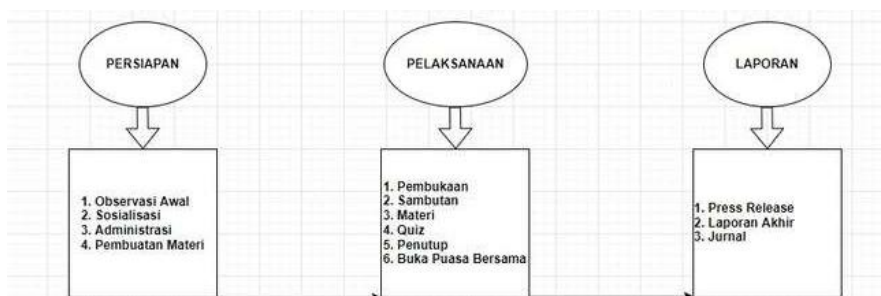 PERSIAPAN
PELAKSANAAN
LAPORAN
1. Observasi Awal
2. Sosialisasi
3. Administrasi
4. Pembuatan Materi
1. Pembukaan
2. Sambutan
3. Materi
4. Quiz
5. Penutup
6. Buka Puasa Bersama
1. Press Release
2. Laporan Akhir
3. Jurnal